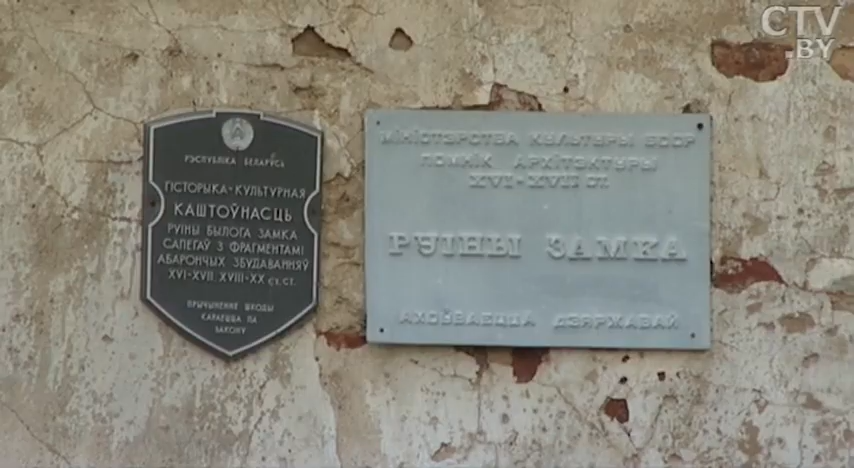 РЭСПУБЛІКА БЕЛАРУСЬ
ГІСТОРЫКА-КУЛЬТУРНАЯ
КАШТОЎНАСЦЬ
РУІНЫ БЫЛОГА ЗАМКА
САПЕГАЎ З ФРАГМЕНТАМІ
АБАРОНЧЫХ ЗБУДАВАННЯЎ
XVI-XVII, XVIII-XX СТ.СТ.
ПРЫЧЫНЕННЕ ШКОДЫ
КАРАЕЦЦА ПА
ЗАКОНУ
МІНІСТЭРСТВА КУЛЬТУРЫ БССР
ПОМНІК АРХІТЭКТУРЫ
XVI-XVII СТ.
РУІНЫ ЗАМКА
АХОЎВАЕЦЦА ДЗЯРЖАВАЙ
CTV
.BY